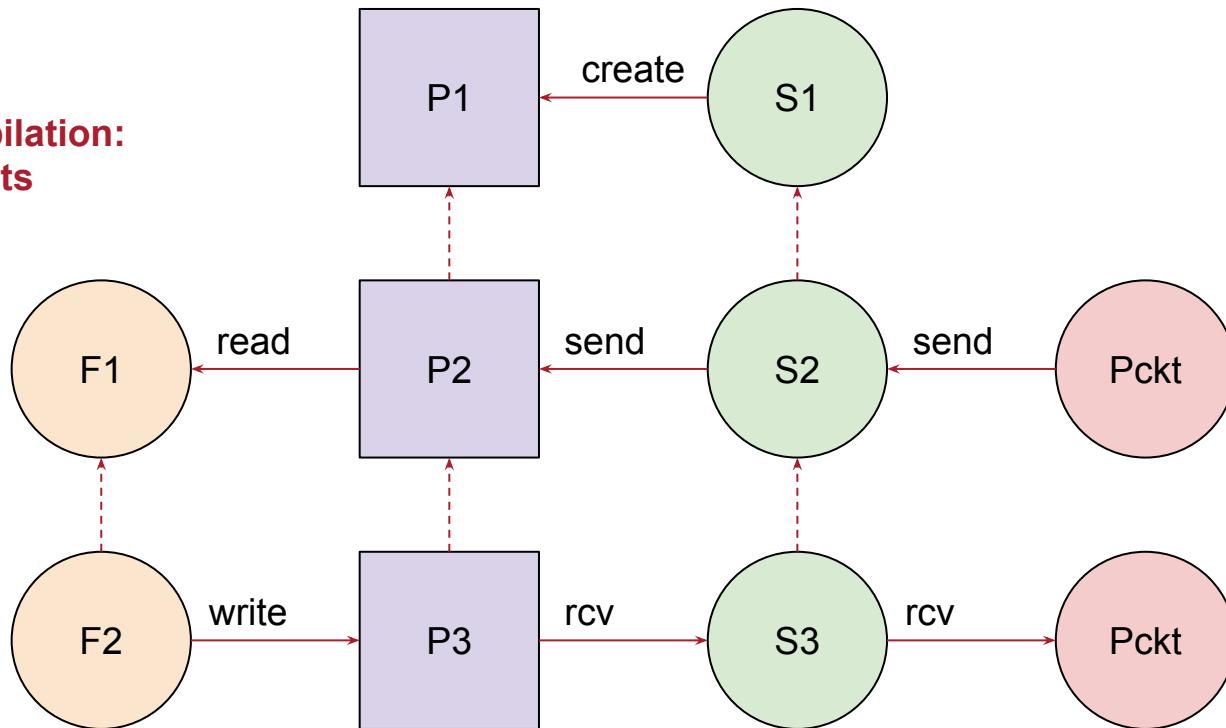 create
P1
S1
pilation:
ts
read
send
send
F1
P2
S2
Pckt
write
rcv
rcv
F2
P3
S3
Pckt